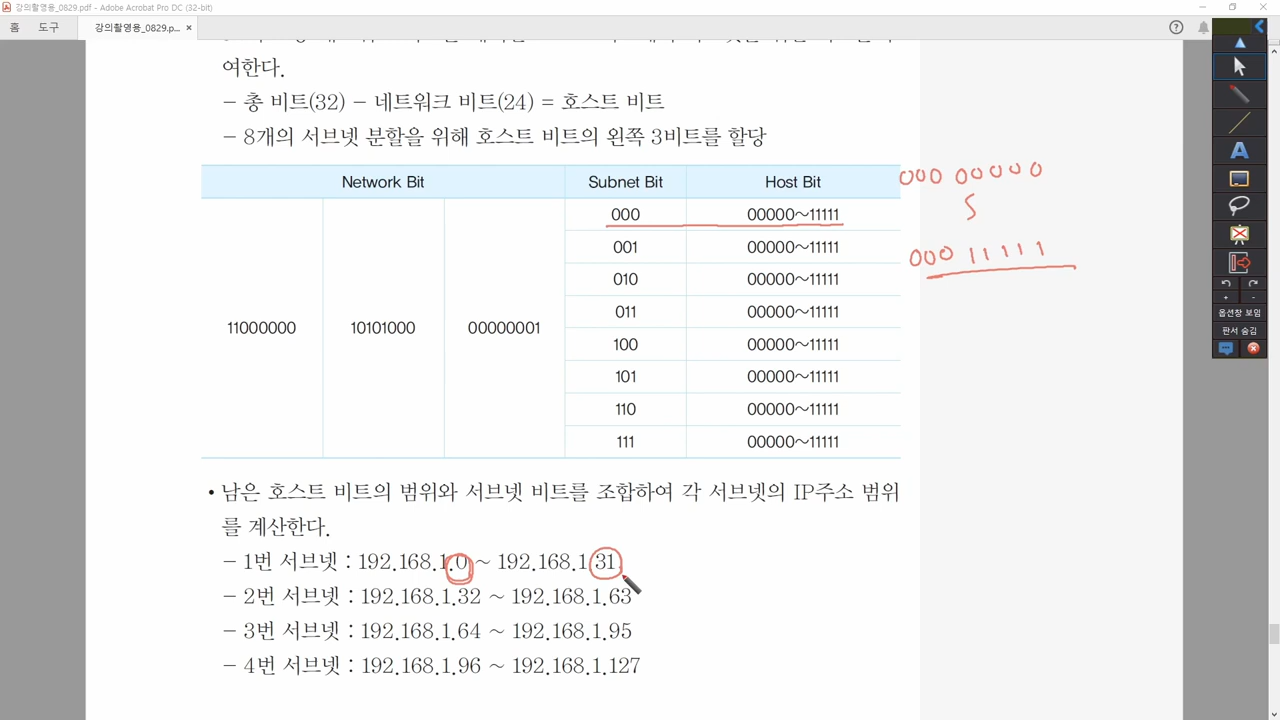 강의촬영용_0829.pdf - Adobe Acrobat Pro DC (32-bit)
홈 도구 강의촬영용_0829.p... ×
여한다.
- 총 비트(32) - 네트워크 비트(24) = 호스트 비트
- 8개의 서브넷 분할을 위해 호스트 비트의 왼쪽 3비트를 할당
Network Bit Subnet Bit Host Bit
000 00000
000 00000~11111
001 00000~11111
000 11111
010 00000~11111
011 00000~11111
11000000 10101000 00000001
100 00000~11111
101 00000~11111
110 00000~11111
111 00000~11111
• 남은 호스트 비트의 범위와 서브넷 비트를 조합하여 각 서브넷의 IP주소 범위
를 계산한다.
- 1번 서브넷 : 192.168.1.0 ~ 192.168.1.31
- 2번 서브넷 : 192.168.1.32 ~ 192.168.1.63
- 3번 서브넷 : 192.168.1.64 ~ 192.168.1.95
- 4번 서브넷 : 192.168.1.96 ~ 192.168.1.127
A
옵션창 보임
판서 숨김